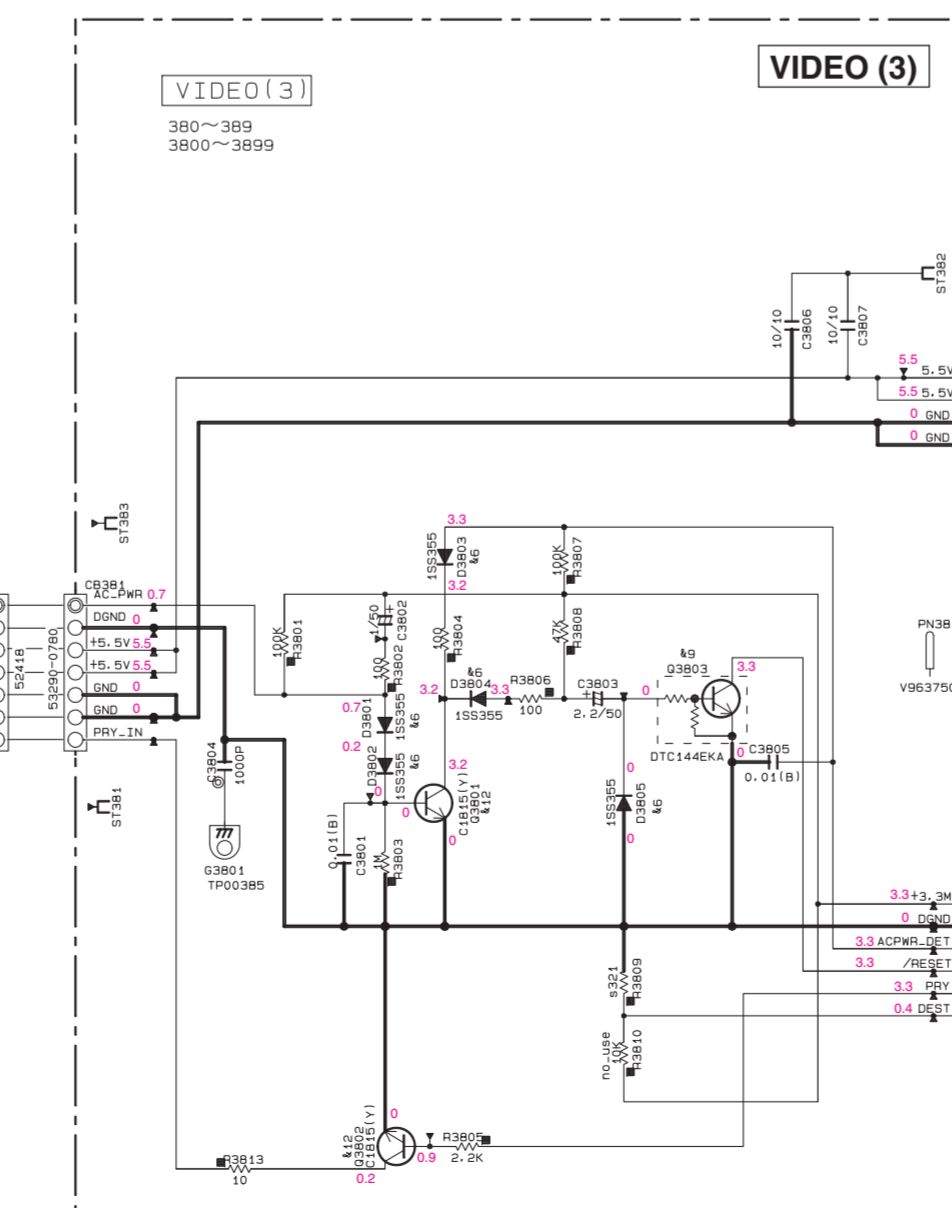 VIDEO (3)
VIDEO(3)
380~389
3800~3899
ST382
10/10
C3806
10/10
C3807
5.5
5.5V
5.5 5.5V
0 GND
0 GND
ST383
CB381
AC_PWR 0.7
DGND 0
+5.5V 5.5
+5.5V 5.5
GND 0
GND 0
PRY_IN
52418
53290-0780
ST381
C3804
1000P
G3801
TP00385
100K
R3801
1/50
C3802
100
R3802
0.7
D3801
1SS355
&6
0.2
D3802
1SS355
&6
0
0.01(B)
C3801
1M
R3803
3.3
1SS355
D3803
&6
3.2
100
R3804
3.2
&6
D3804
3.3
1SS355
R3806
100
3.2
0
C1815(Y)
Q3801
&12
0
100K
R3807
47K
R3808
C3803
+
2.2/50
0
&9
Q3803
3.3
DTC144EKA
0
C3805
0.01(B)
0
1SS355
D3805
&6
0
PN38
V963750
3.3 +3.3M
0 DGND
3.3 ACPWR_DET
3.3 /RESET
3.3 PRY
0.4 DEST
s321
R3809
no_use
10K
R3810
&12
Q3802
C1815(Y)
0
0.9
0.2
R3805
2.2K
R3813
10